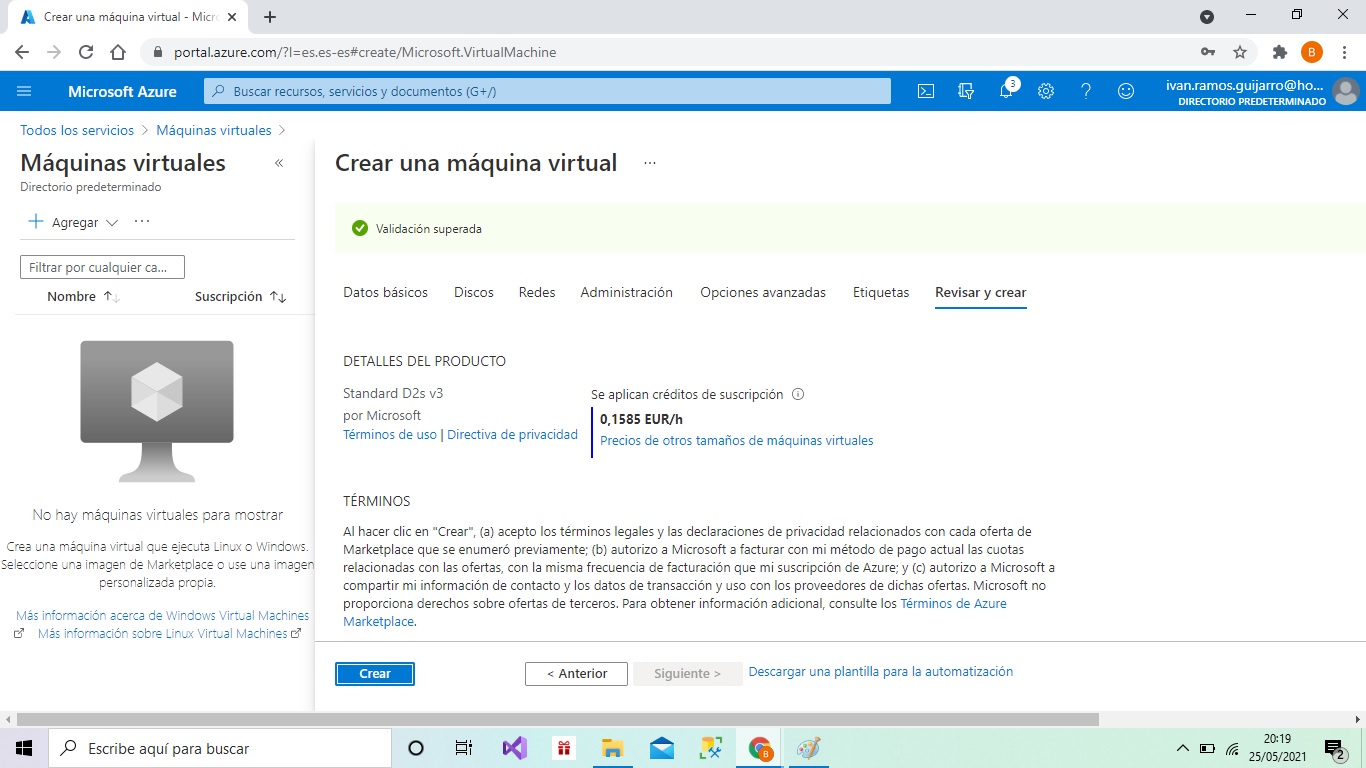 Crear una máquina virtual - Micro
portal.azure.com/?l=es.es-es#create/Microsoft.VirtualMachine
B
Microsoft Azure
Buscar recursos, servicios y documentos (G+/)
3
ivan.ramos.guijarro@ho...
DIRECTORIO PREDETERMINADO
Todos los servicios > Máquinas virtuales >
Máquinas virtuales «
Directorio predeterminado
+ Agregar ...
Filtrar por cualquier ca...
Nombre ↑↓ Suscripción ↑↓
No hay máquinas virtuales para mostrar
Crea una máquina virtual que ejecuta Linux o Windows.
Seleccione una imagen de Marketplace o use una imagen
personalizada propia.
Más información acerca de Windows Virtual Machines
Más información sobre Linux Virtual Machines
Crear una máquina virtual ...
Validación superada
Datos básicos Discos Redes Administración Opciones avanzadas Etiquetas Revisar y crear
DETALLES DEL PRODUCTO
Standard D2s v3
por Microsoft
Términos de uso | Directiva de privacidad
Se aplican créditos de suscripción
0,1585 EUR/h
Precios de otros tamaños de máquinas virtuales
TÉRMINOS
Al hacer clic en "Crear", (a) acepto los términos legales y las declaraciones de privacidad relacionados con cada oferta de
Marketplace que se enumeró previamente; (b) autorizo a Microsoft a facturar con mi método de pago actual las cuotas
relacionadas con las ofertas, con la misma frecuencia de facturación que mi suscripción de Azure; y (c) autorizo a Microsoft a
compartir mi información de contacto y los datos de transacción y uso con los proveedores de dichas ofertas. Microsoft no
proporciona derechos sobre ofertas de terceros. Para obtener información adicional, consulte los Términos de Azure
Marketplace.
Crear < Anterior Siguiente > Descargar una plantilla para la automatización
Escribe aquí para buscar
B
20:19
25/05/2021
2